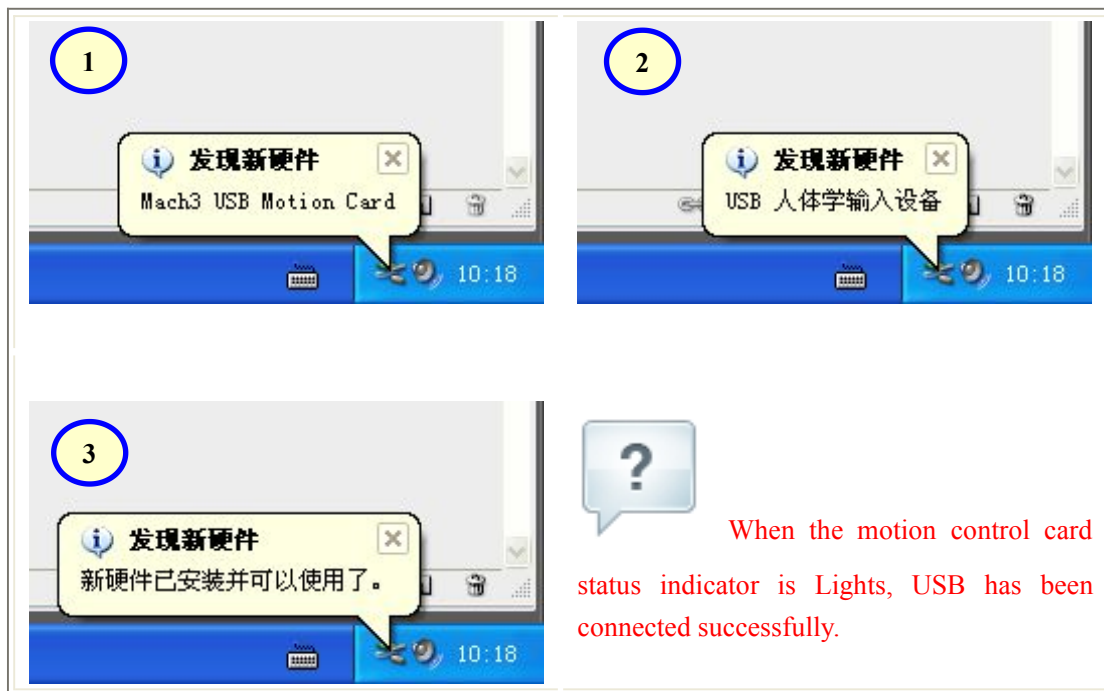 1
发现新硬件
Mach3 USB Motion Card
10:18
2
发现新硬件
USB 人体学输入设备
10:18
3
发现新硬件
新硬件已安装并可以使用了。
10:18
?
When the motion control card
status indicator is Lights, USB has been
connected successfully.